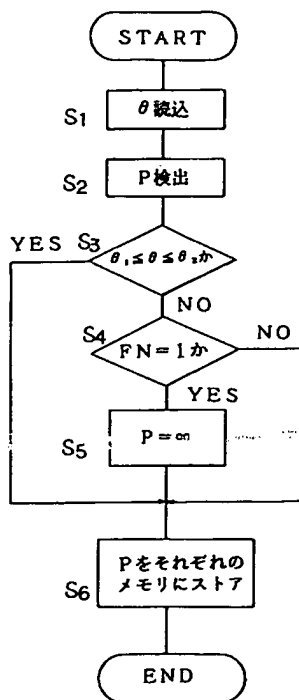 START
S1
θ読込
S2
P検出
YES
S3
θ₁≦θ≦θ₂か
NO
S4
FN=1か
NO
YES
S5
P=∞
S6
Pをそれぞれの
メモリにストア
END